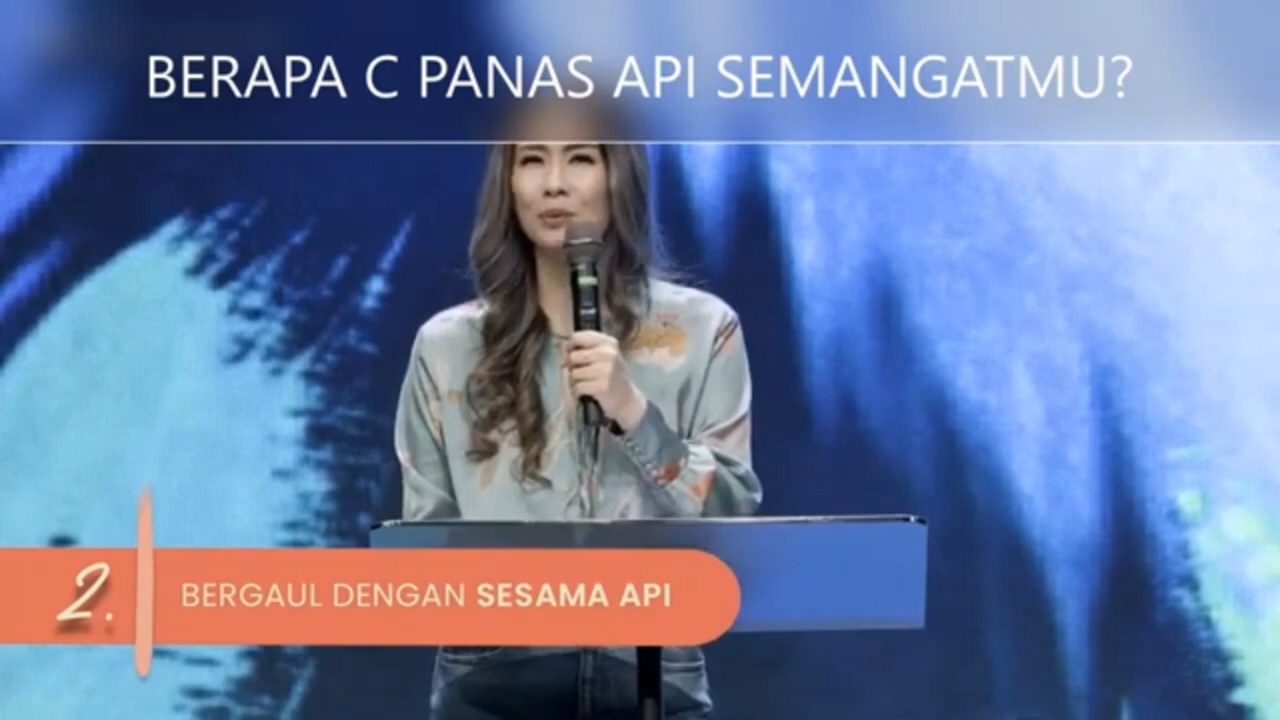 BERAPA C PANAS API SEMANGATMU?
2. BERGAUL DENGAN SESAMA API